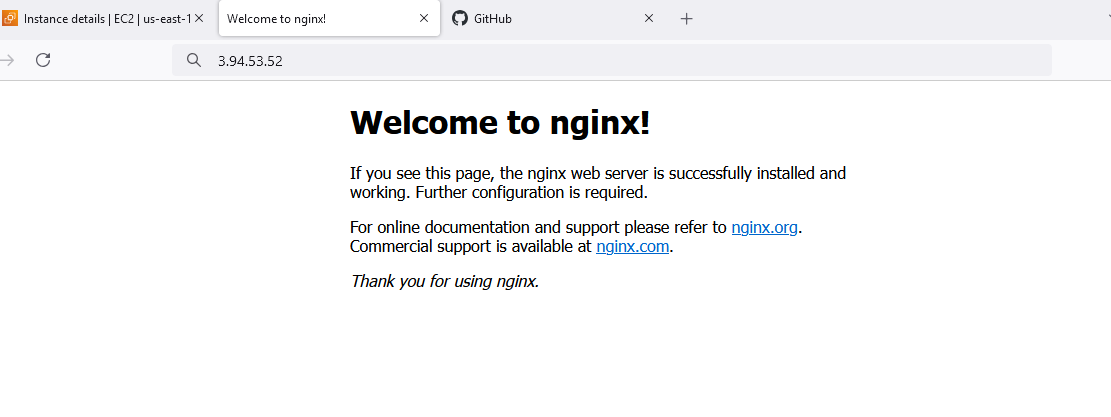 Instance details | EC2 | us-east-1
Welcome to nginx!
GitHub
3.94.53.52
Welcome to nginx!
If you see this page, the nginx web server is successfully installed and
working. Further configuration is required.
For online documentation and support please refer to nginx.org.
Commercial support is available at nginx.com.
Thank you for using nginx.